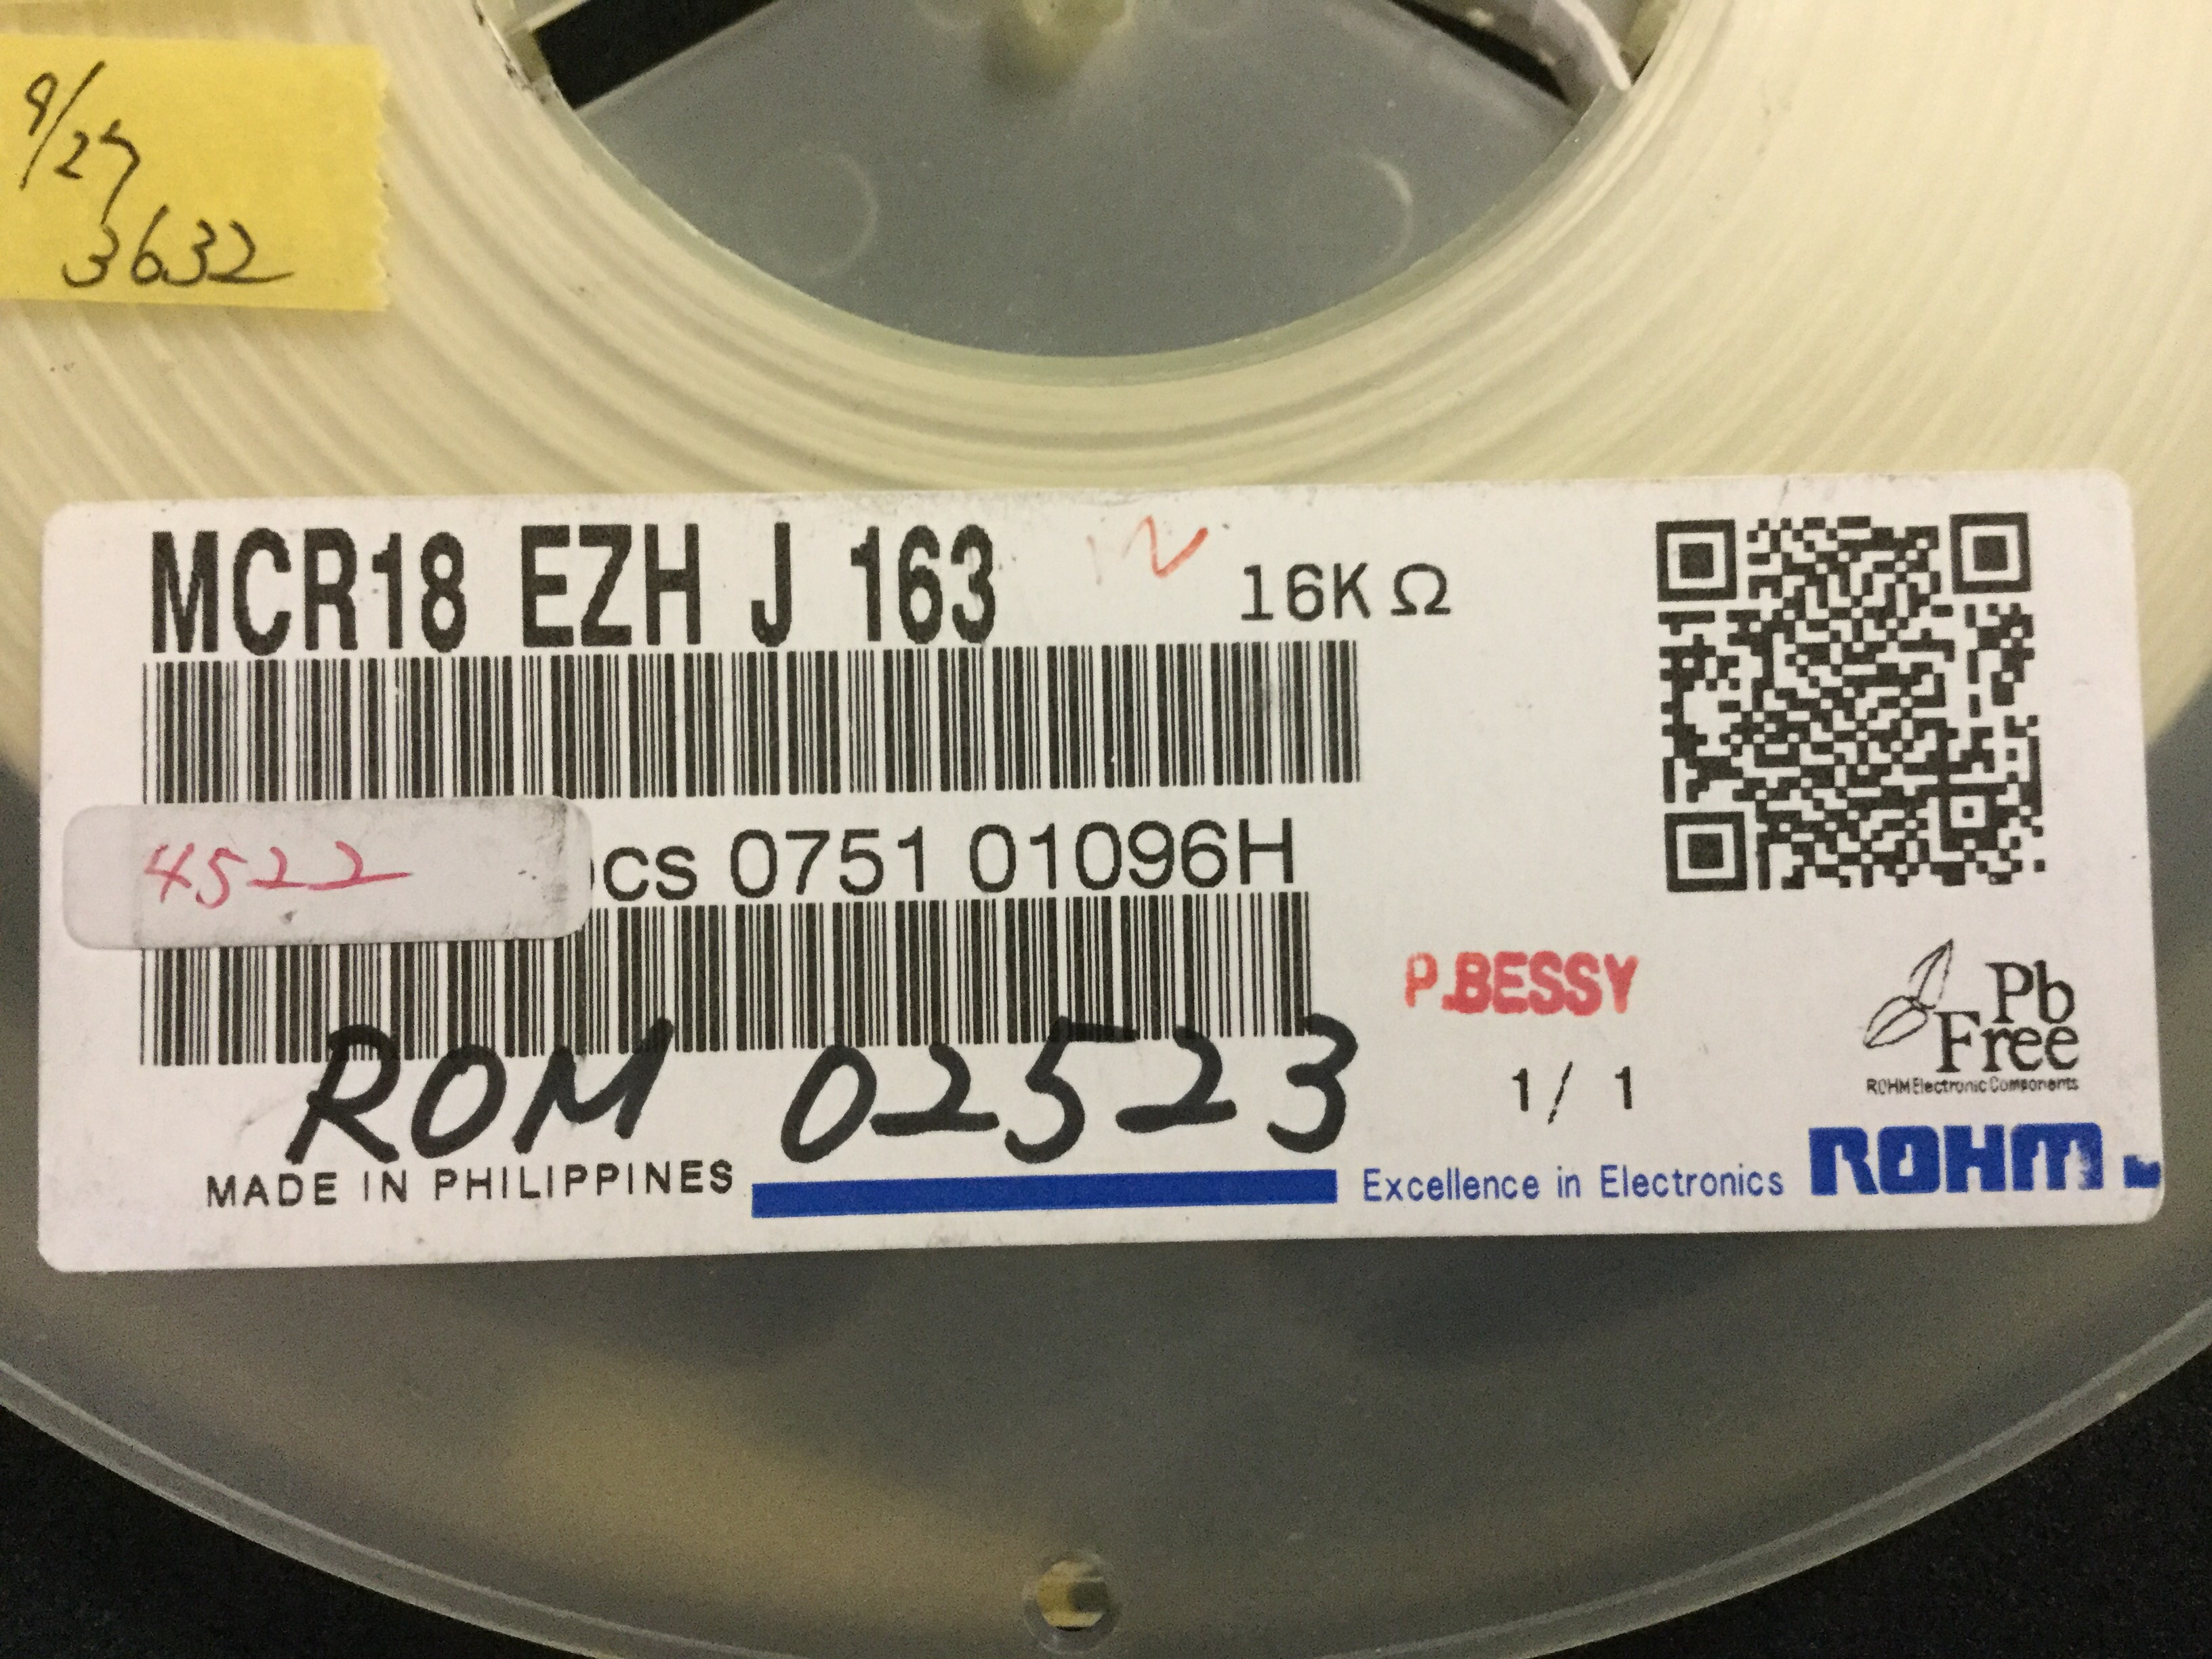 9/27
3632
MCR18 EZH J 163
16KΩ
4522
pcs 0751 01096H
P.BESSY
Pb
Free
ROHM Electronic Components
ROM 02523
1/ 1
MADE IN PHILIPPINES
Excellence in Electronics
ROHM